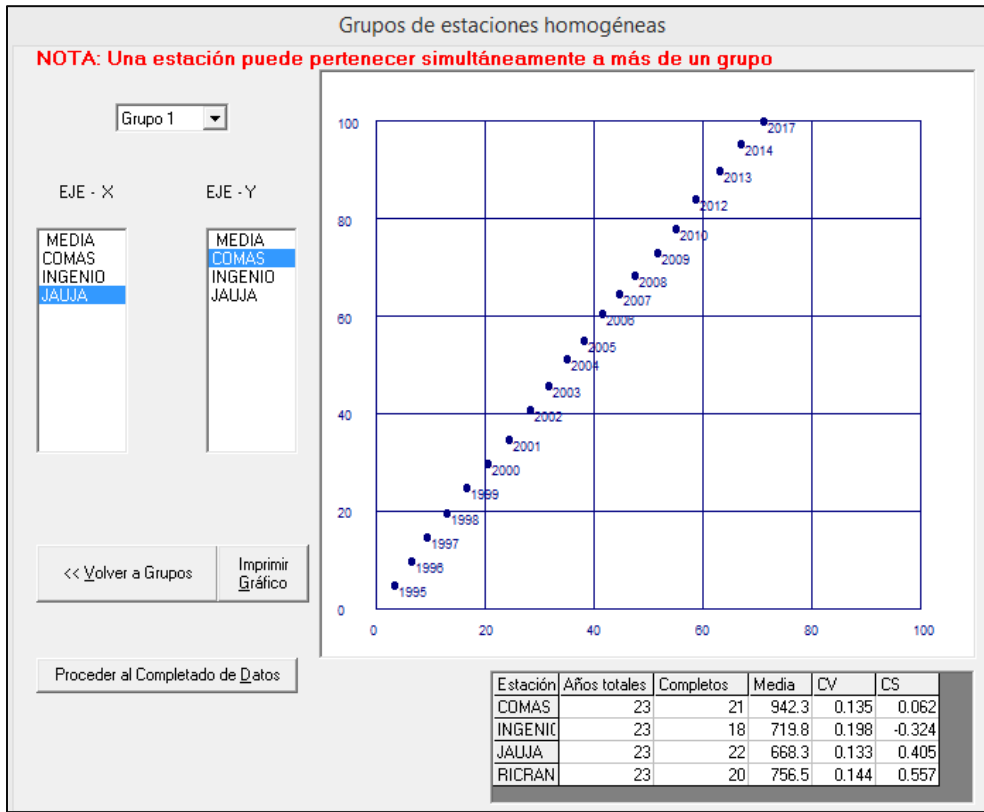 Grupos de estaciones homogéneas
NOTA: Una estación puede pertenecer simultáneamente a más de un grupo
Grupo 1
EJE - X
EJE - Y
MEDIA
COMAS
INGENIO
JAUJA
MEDIA
COMAS
INGENIO
JAUJA
<< Volver a Grupos
Imprimir
Gráfico
Proceder al Completado de Datos
100
80
60
40
20
0
0 20 40 60 80 100
2017
2014
2013
2012
2010
2009
2008
2007
2006
2005
2004
2003
2002
2001
2000
1999
1998
1997
1996
1995
Estación Años totales Completos Media CV CS
COMAS 23 21 942.3 0.135 0.062
INGENIO 23 18 719.8 0.198 -0.324
JAUJA 23 22 668.3 0.133 0.405
RICRAN 23 20 756.5 0.144 0.557